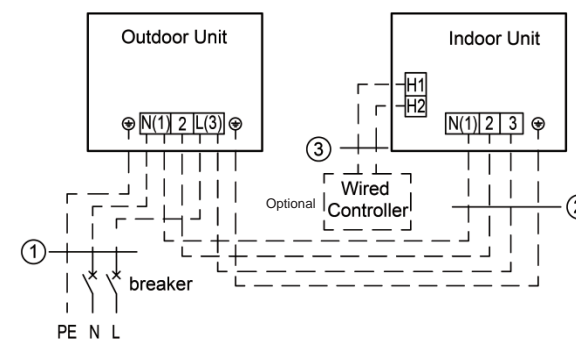 Outdoor Unit
Indoor Unit
H1
H2
N(1) 2 L(3)
N(1) 2 3
3
Optional
Wired
Controller
2
1
breaker
PE N L